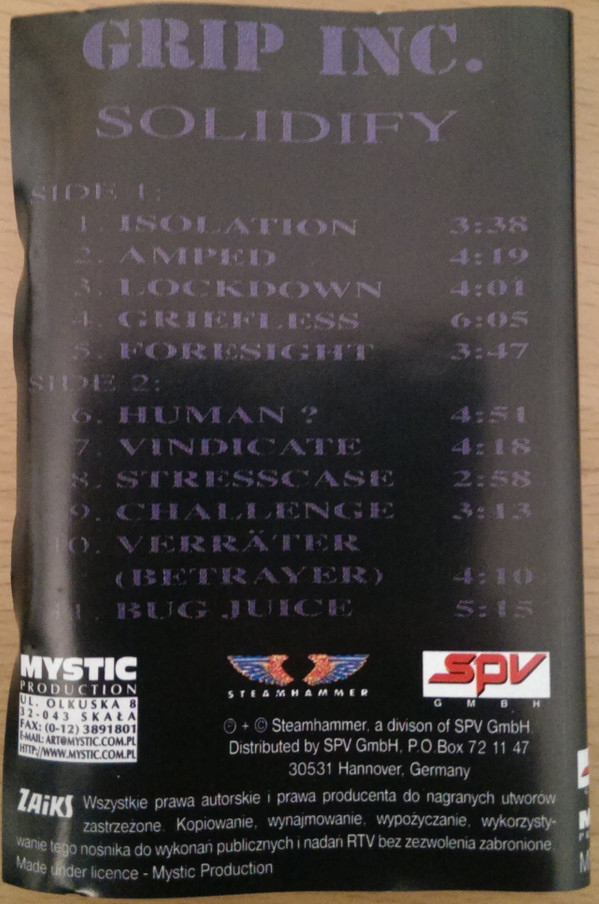 GRIP INC.
SOLIDIFY
SIDE 1:
1. ISOLATION 3:38
2. AMPED 4:19
3. LOCKDOWN 4:01
4. GRIEFLESS 6:05
5. FORESIGHT 3:47
SIDE 2:
6. HUMAN ? 4:51
7. VINDICATE 4:18
8. STRESSCASE 2:58
9. CHALLENGE 3:13
10. VERRÄTER
(BETRAYER) 4:10
11. BUG JUICE 5:15
MYSTIC
PRODUCTION
UL. OLKUSKA 8
32-043 SKAŁA
FAX: (0-12) 3891801
E-MAIL: ART@MYSTIC.COM.PL
HTTP://WWW.MYSTIC.COM.PL
STEAMHAMMER
SPV
GMBH
℗ + © Steamhammer, a divison of SPV GmbH.
Distributed by SPV GmbH, P.O.Box 72 11 47
30531 Hannover, Germany
ZAiKS Wszystkie prawa autorskie i prawa producenta do nagranych utworów
zastrzeżone. Kopiowanie, wynajmowanie, wypożyczanie, wykorzysty-
wanie tego nośnika do wykonań publicznych i nadań RTV bez zezwolenia zabronione.
Made under licence - Mystic Production